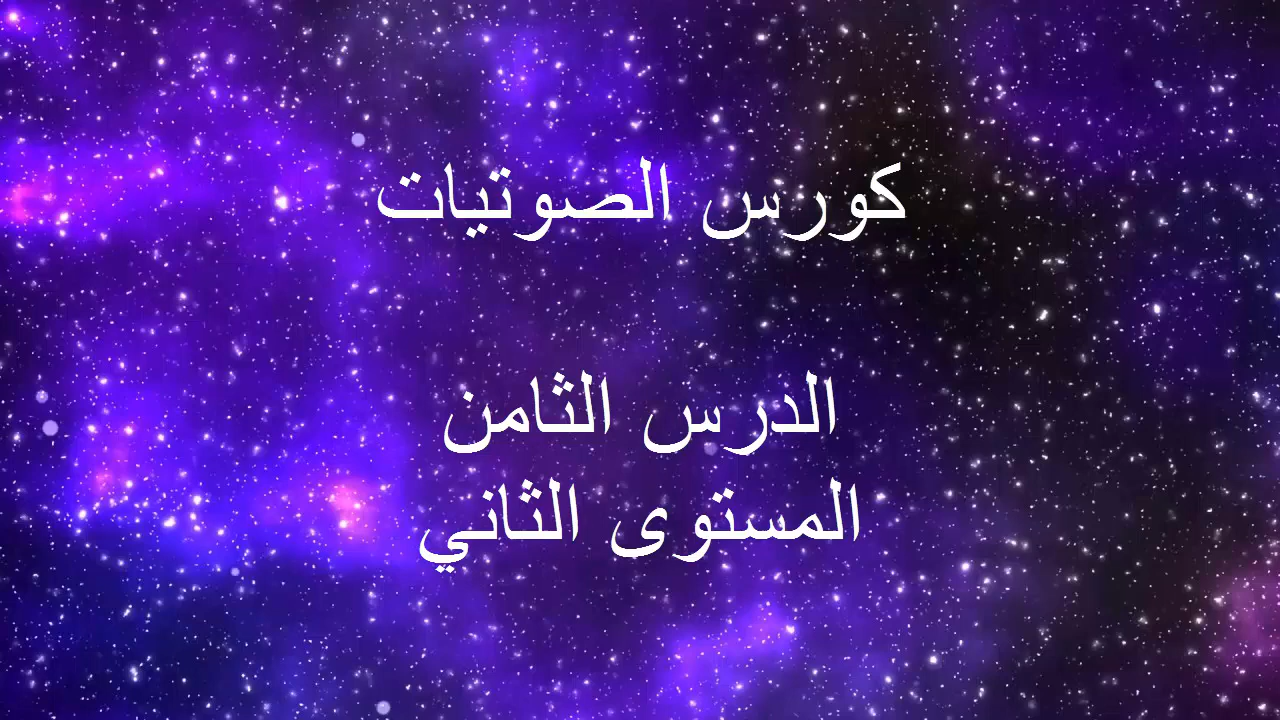 كورس الصوتيات
الدرس الثامن
المستوى الثاني